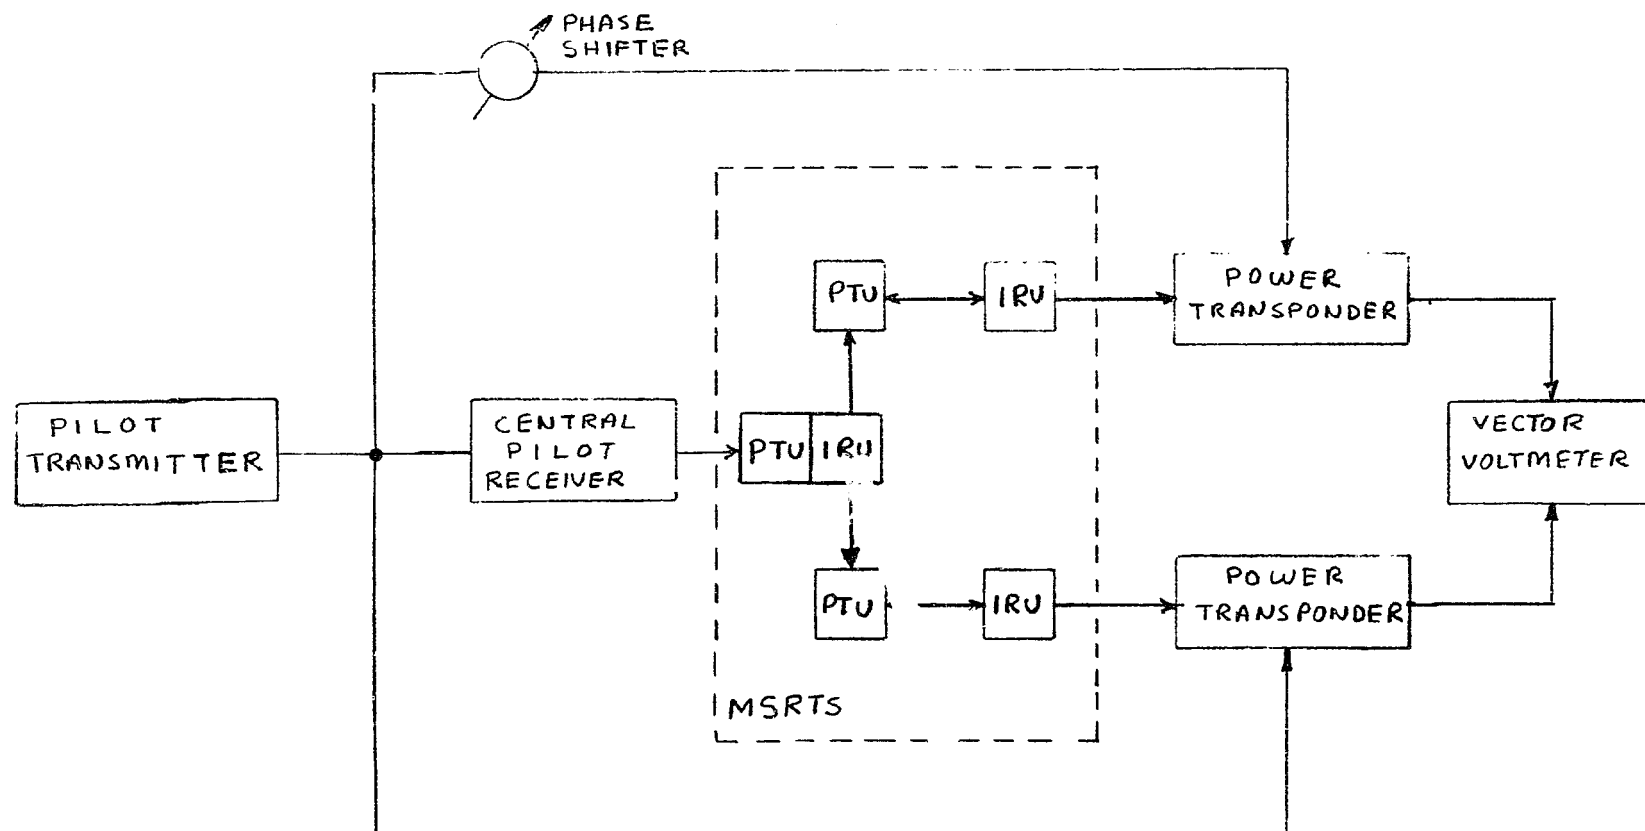 PHASE
SHIFTER
POWER
TRANSPONDER
PTU
IRU
PILOT
TRANSMITTER
CENTRAL
PILOT
RECEIVER
PTU IRU
VECTOR
VOLTMETER
PTU
IRU
POWER
TRANSPONDER
MSRTS